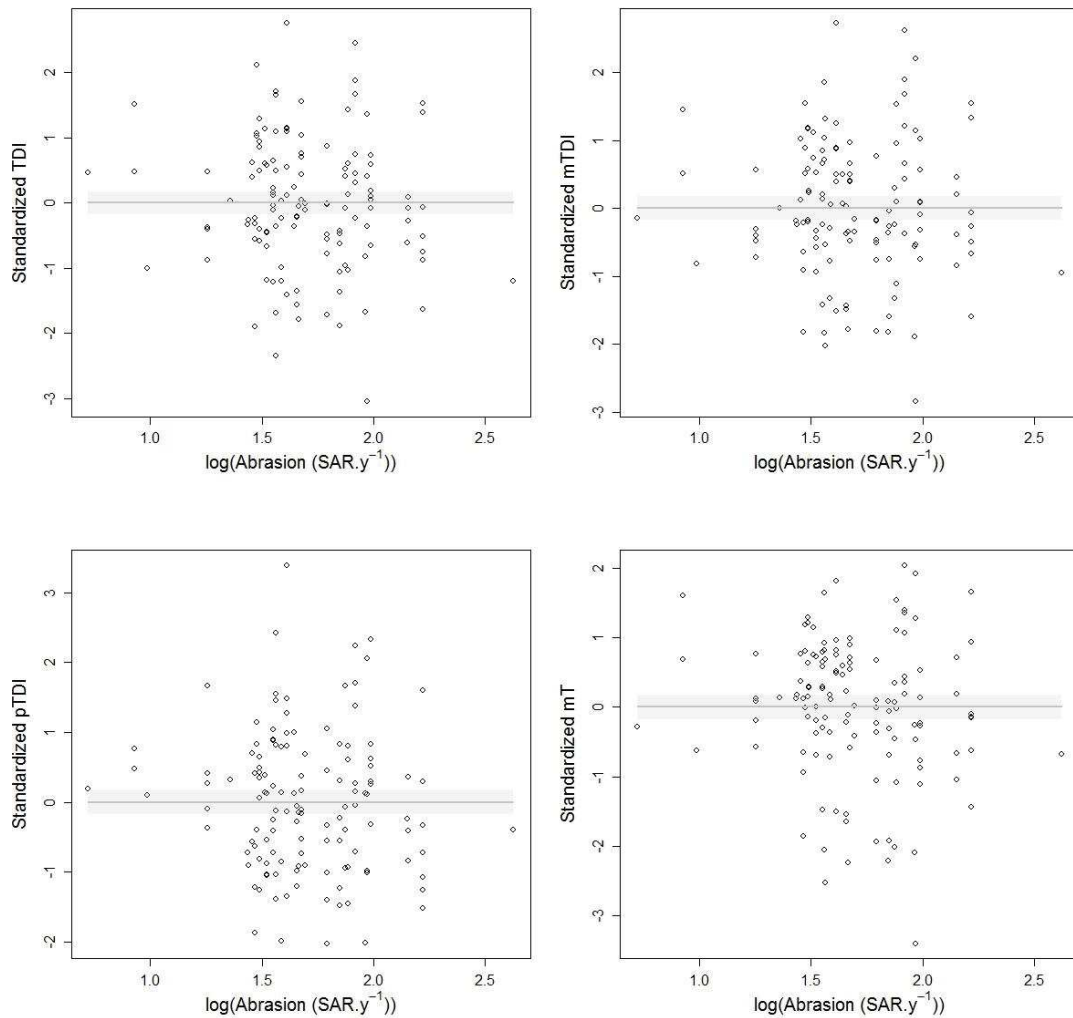 Standardized TDI
2
1
0
-1
-2
-3
1.0 1.5 2.0 2.5
log(Abrasion (SAR.y⁻¹))
Standardized mTDI
2
1
0
-1
-2
-3
1.0 1.5 2.0 2.5
log(Abrasion (SAR.y⁻¹))
Standardized pTDI
3
2
1
0
-1
-2
1.0 1.5 2.0 2.5
log(Abrasion (SAR.y⁻¹))
Standardized mT
2
1
0
-1
-2
-3
1.0 1.5 2.0 2.5
log(Abrasion (SAR.y⁻¹))